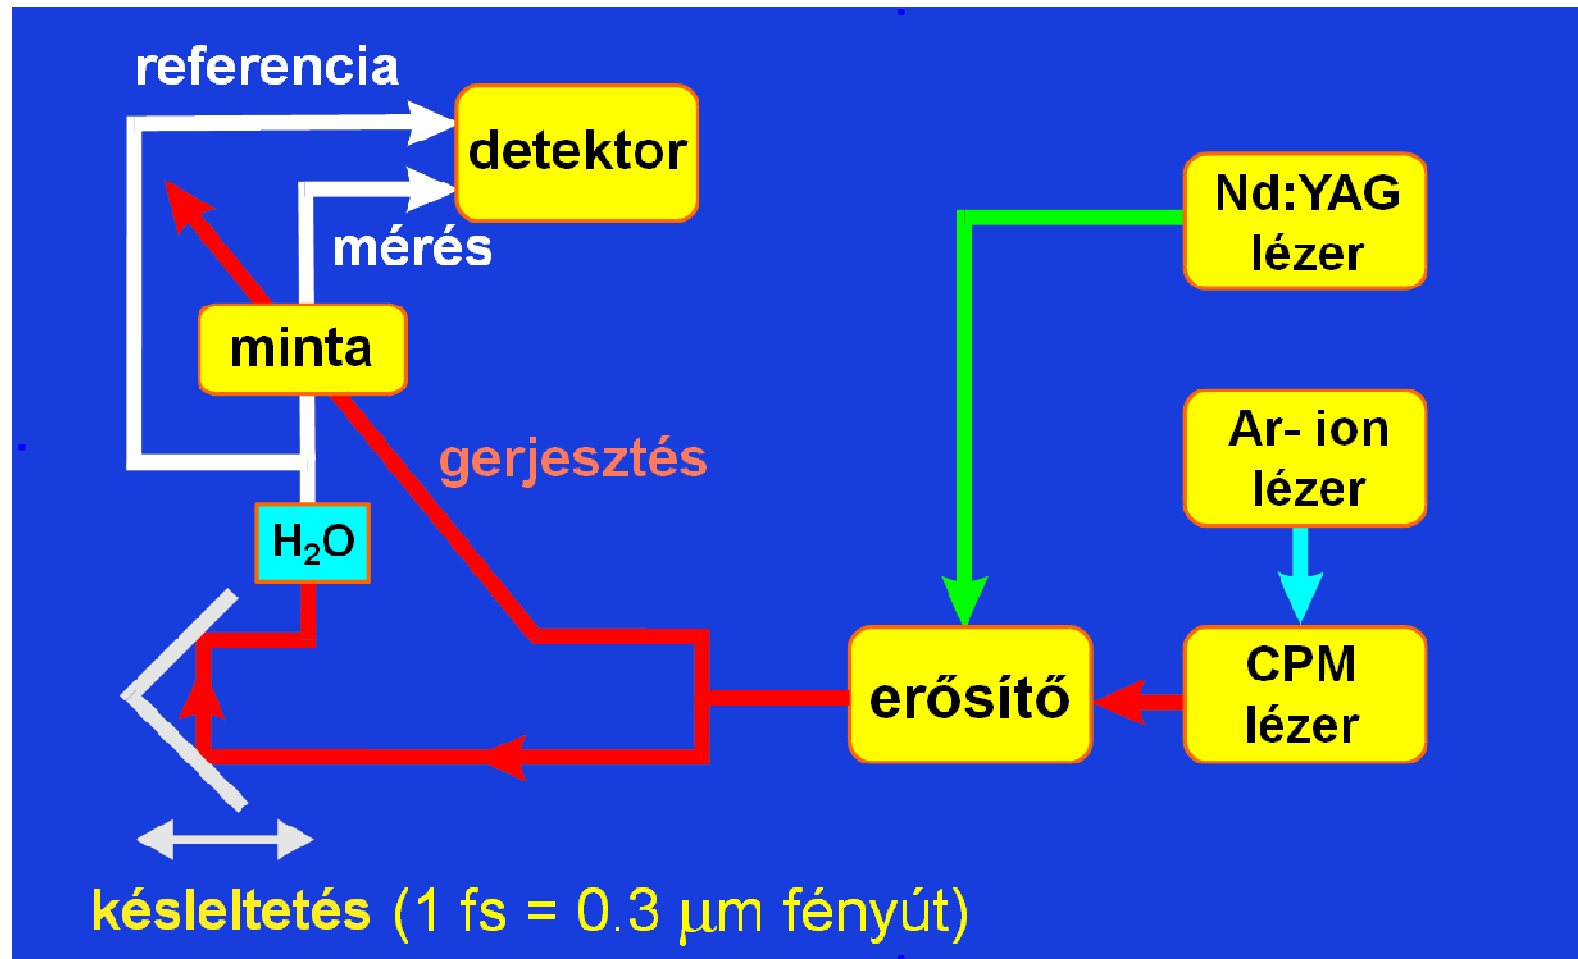 referencia
detektor
mérés
Nd:YAG
lézer
minta
Ar- ion
lézer
gerjesztés
H₂O
erősítő
CPM
lézer
késleltetés (1 fs = 0.3 μm fényút)